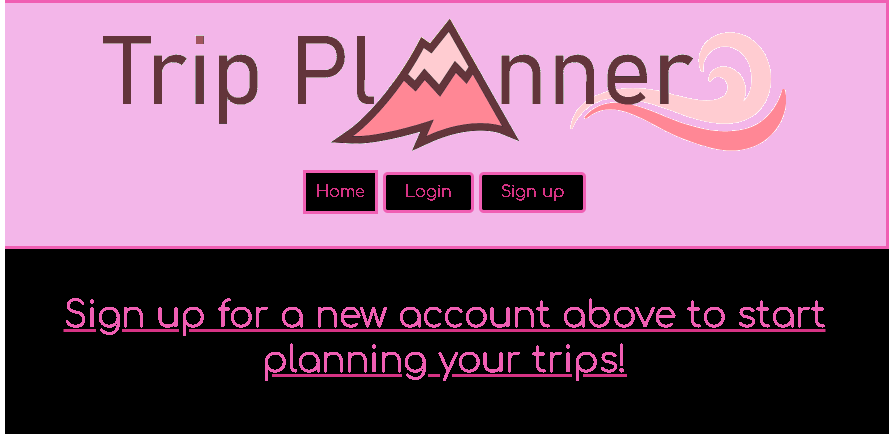 Trip Planner
Home Login Sign up
Sign up for a new account above to start
planning your trips!